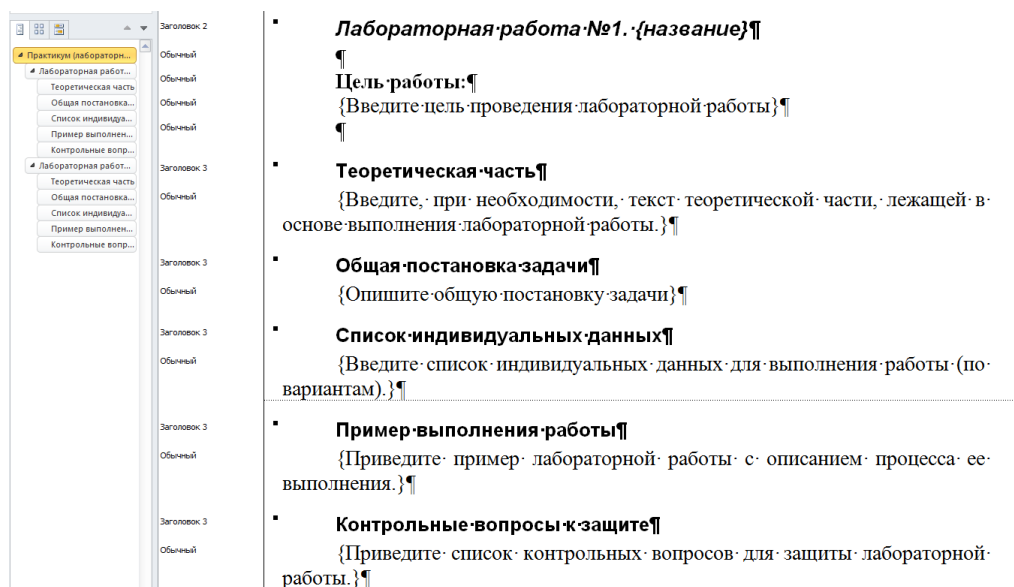 Практикум (лабораторн...
Лабораторная работ...
Теоретическая часть
Общая постановка...
Список индивидуа...
Пример выполнен...
Контрольные вопр...
Лабораторная работ...
Теоретическая часть
Общая постановка...
Список индивидуа...
Пример выполнен...
Контрольные вопр...
Заголовок 2
Лабораторная·работа·№1.·{название}¶
Обычный
¶
Обычный
Цель·работы:¶
Обычный
{Введите·цель·проведения·лабораторной·работы}¶
Обычный
¶
Заголовок 3
Теоретическая·часть¶
Обычный
{Введите,·при·необходимости,·текст·теоретической·части,·лежащей·в·
основе·выполнения·лабораторной·работы.}¶
Заголовок 3
Общая·постановка·задачи¶
Обычный
{Опишите·общую·постановку·задачи}¶
Заголовок 3
Список·индивидуальных·данных¶
Обычный
{Введите·список·индивидуальных·данных·для·выполнения·работы·(по·
вариантам).}¶
Заголовок 3
Пример·выполнения·работы¶
Обычный
{Приведите·пример·лабораторной·работы·с·описанием·процесса·ее·
выполнения.}¶
Заголовок 3
Контрольные·вопросы·к·защите¶
Обычный
{Приведите·список·контрольных·вопросов·для·защиты·лабораторной·
работы.}¶